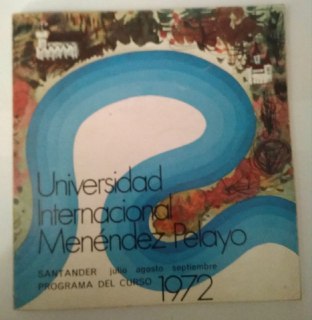 Universidad
Internacional
Menéndez Pelayo
SANTANDER julio agosto septiembre
PROGRAMA DEL CURSO 1972